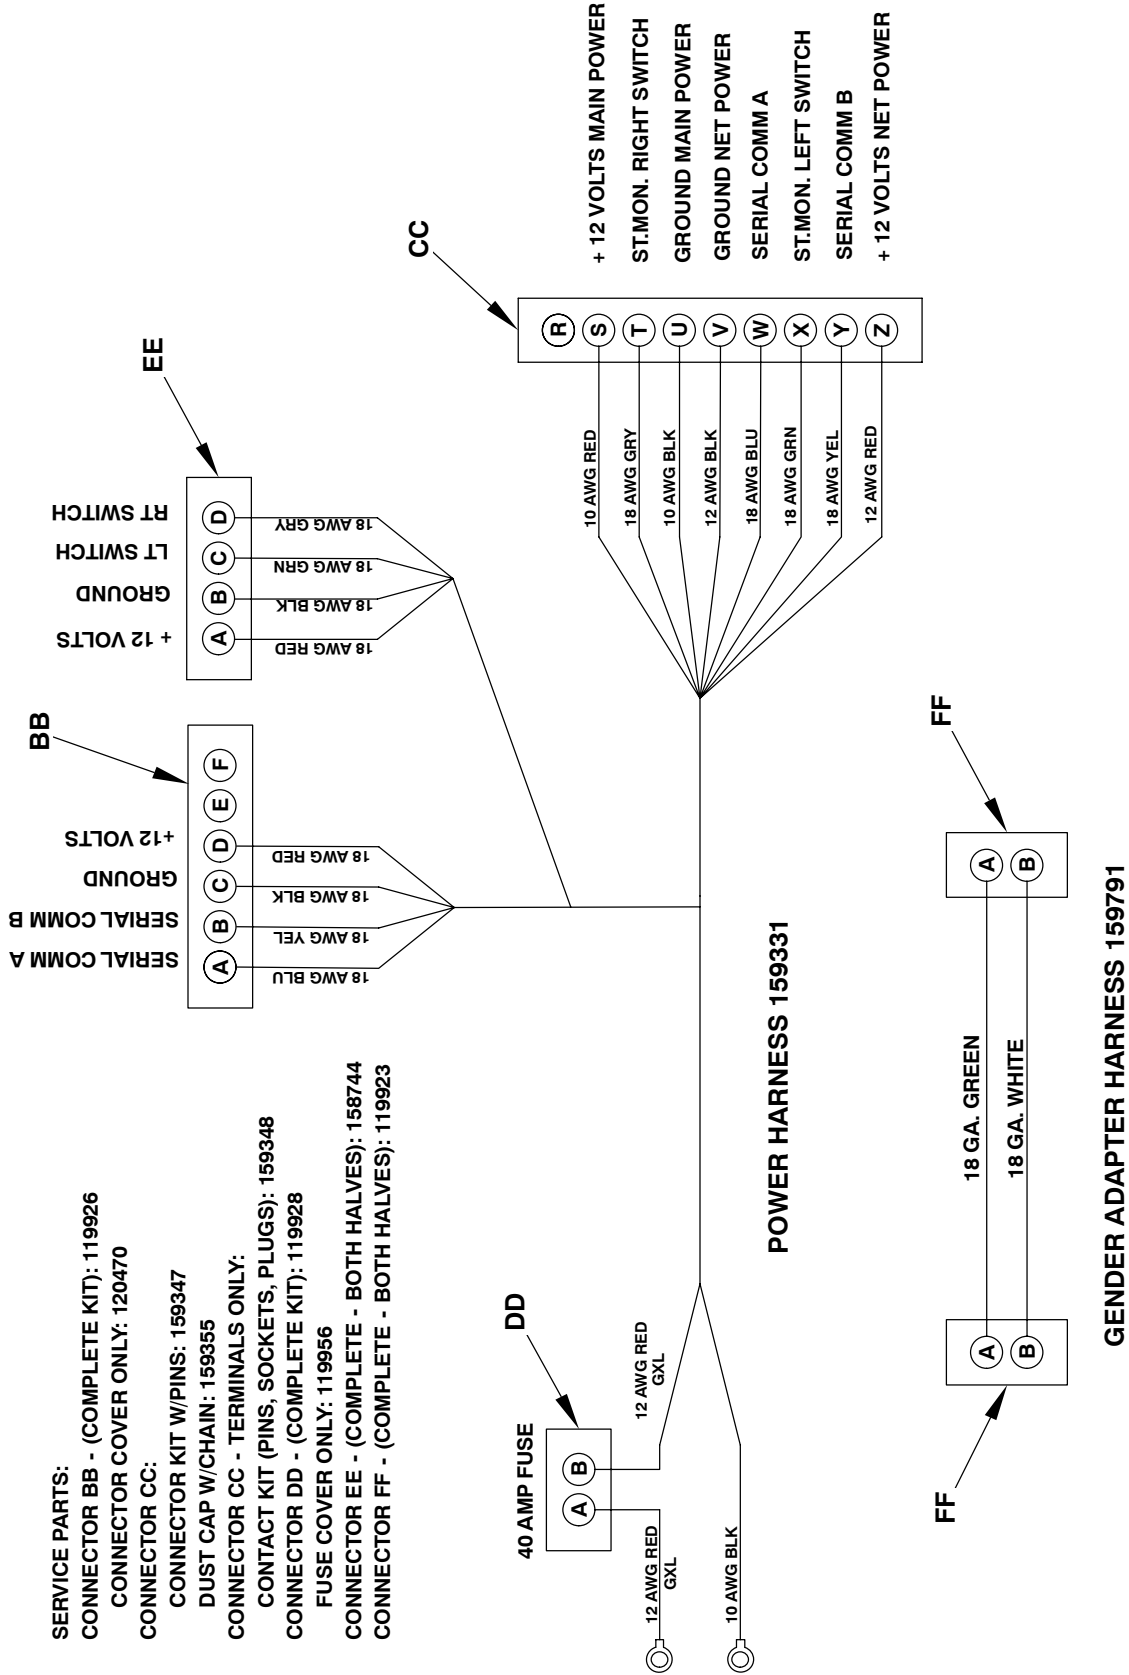 SERVICE PARTS:
CONNECTOR BB - (COMPLETE KIT): 119926
CONNECTOR COVER ONLY: 120470
CONNECTOR CC:
CONNECTOR KIT W/PINS: 159347
DUST CAP W/CHAIN: 159355
CONNECTOR CC - TERMINALS ONLY:
CONTACT KIT (PINS, SOCKETS, PLUGS): 159348
CONNECTOR DD - (COMPLETE KIT): 119928
FUSE COVER ONLY: 119956
CONNECTOR EE - (COMPLETE - BOTH HALVES): 158744
CONNECTOR FF - (COMPLETE - BOTH HALVES): 119923
BB
SERIAL COMM A
SERIAL COMM B
GROUND
+12 VOLTS
A
B
C
D
E
F
18 AWG BLU
18 AWG YEL
18 AWG BLK
18 AWG RED
EE
+ 12 VOLTS
GROUND
LT SWITCH
RT SWITCH
A
B
C
D
18 AWG RED
18 AWG BLK
18 AWG GRN
18 AWG GRY
CC
R
S
T
U
V
W
X
Y
Z
10 AWG RED
18 AWG GRY
10 AWG BLK
12 AWG BLK
18 AWG BLU
18 AWG GRN
18 AWG YEL
12 AWG RED
+ 12 VOLTS MAIN POWER
ST.MON. RIGHT SWITCH
GROUND MAIN POWER
GROUND NET POWER
SERIAL COMM A
ST.MON. LEFT SWITCH
SERIAL COMM B
+ 12 VOLTS NET POWER
DD
40 AMP FUSE
A
B
12 AWG RED
GXL
12 AWG RED
GXL
10 AWG BLK
POWER HARNESS 159331
FF
A
B
18 GA. GREEN
18 GA. WHITE
A
B
FF
GENDER ADAPTER HARNESS 159791